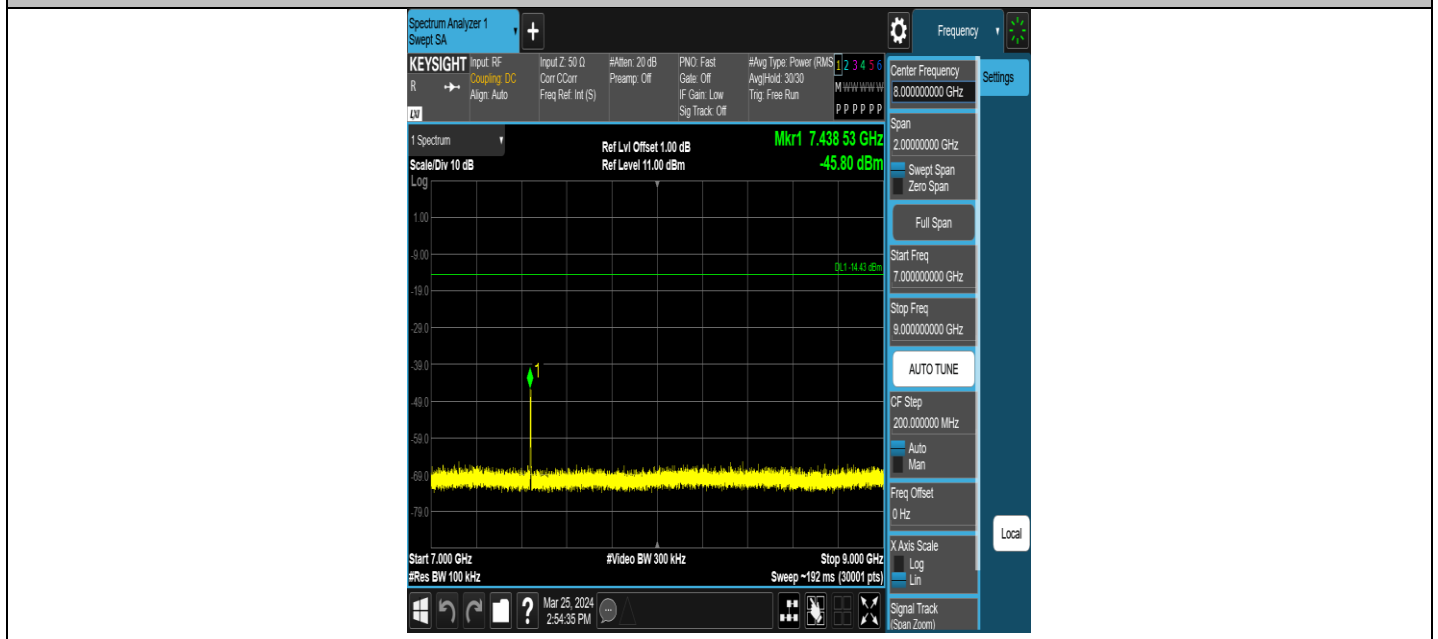 Spectrum Analyzer 1
Swept SA
+
Frequency
KEYSIGHT
R
LXI
Input: RF
Coupling: DC
Align: Auto
Input Z: 50 Ω
Corr CCorr
Freq Ref: Int (S)
#Atten: 20 dB
Preamp: Off
PNO: Fast
Gate: Off
IF Gain: Low
Sig Track: Off
#Avg Type: Power (RMS
Avg|Hold: 30/30
Trig: Free Run
1 2 3 4 5 6
M W W W W W
P P P P P P
1 Spectrum
Scale/Div 10 dB
Log
Ref Lvl Offset 1.00 dB
Ref Level 11.00 dBm
Mkr1 7.438 53 GHz
-45.80 dBm
1.00
-9.00
DL1 -14.43 dBm
-19.0
-29.0
-39.0
1
-49.0
-59.0
-69.0
-79.0
Start 7.000 GHz
#Res BW 100 kHz
#Video BW 300 kHz
Stop 9.000 GHz
Sweep ~192 ms (30001 pts)
?
Mar 25, 2024
2:54:35 PM
Center Frequency
8.000000000 GHz
Settings
Span
2.00000000 GHz
Swept Span
Zero Span
Full Span
Start Freq
7.000000000 GHz
Stop Freq
9.000000000 GHz
AUTO TUNE
CF Step
200.000000 MHz
Auto
Man
Freq Offset
0 Hz
X Axis Scale
Log
Lin
Signal Track
(Span Zoom)
Local